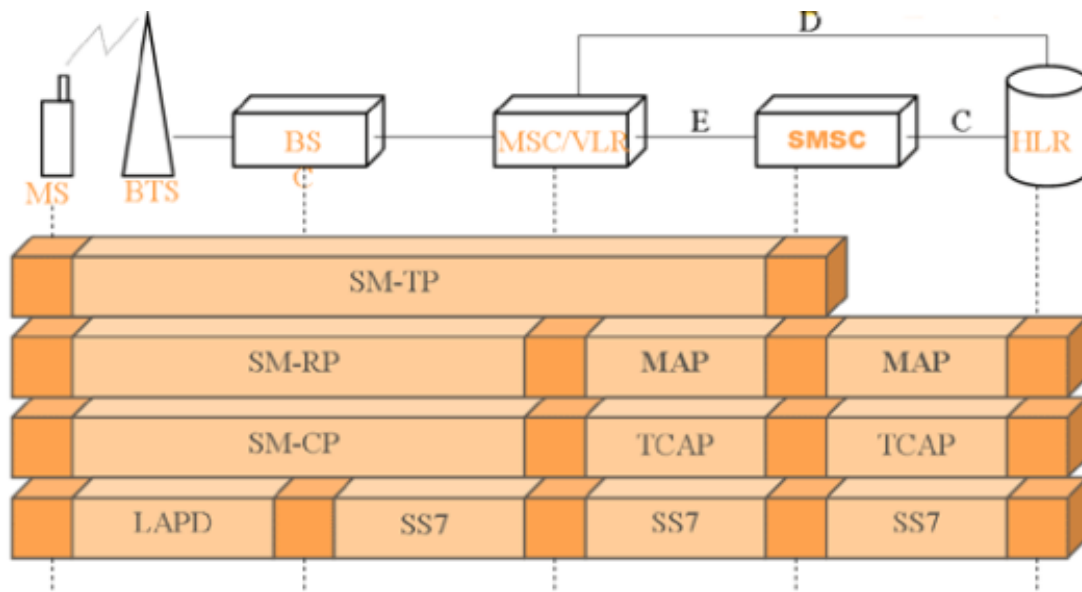 D
MS
BTS
BS
C
MSC/VLR
E
SMSC
C
HLR
SM-TP
SM-RP
MAP
MAP
SM-CP
TCAP
TCAP
LAPD
SS7
SS7
SS7